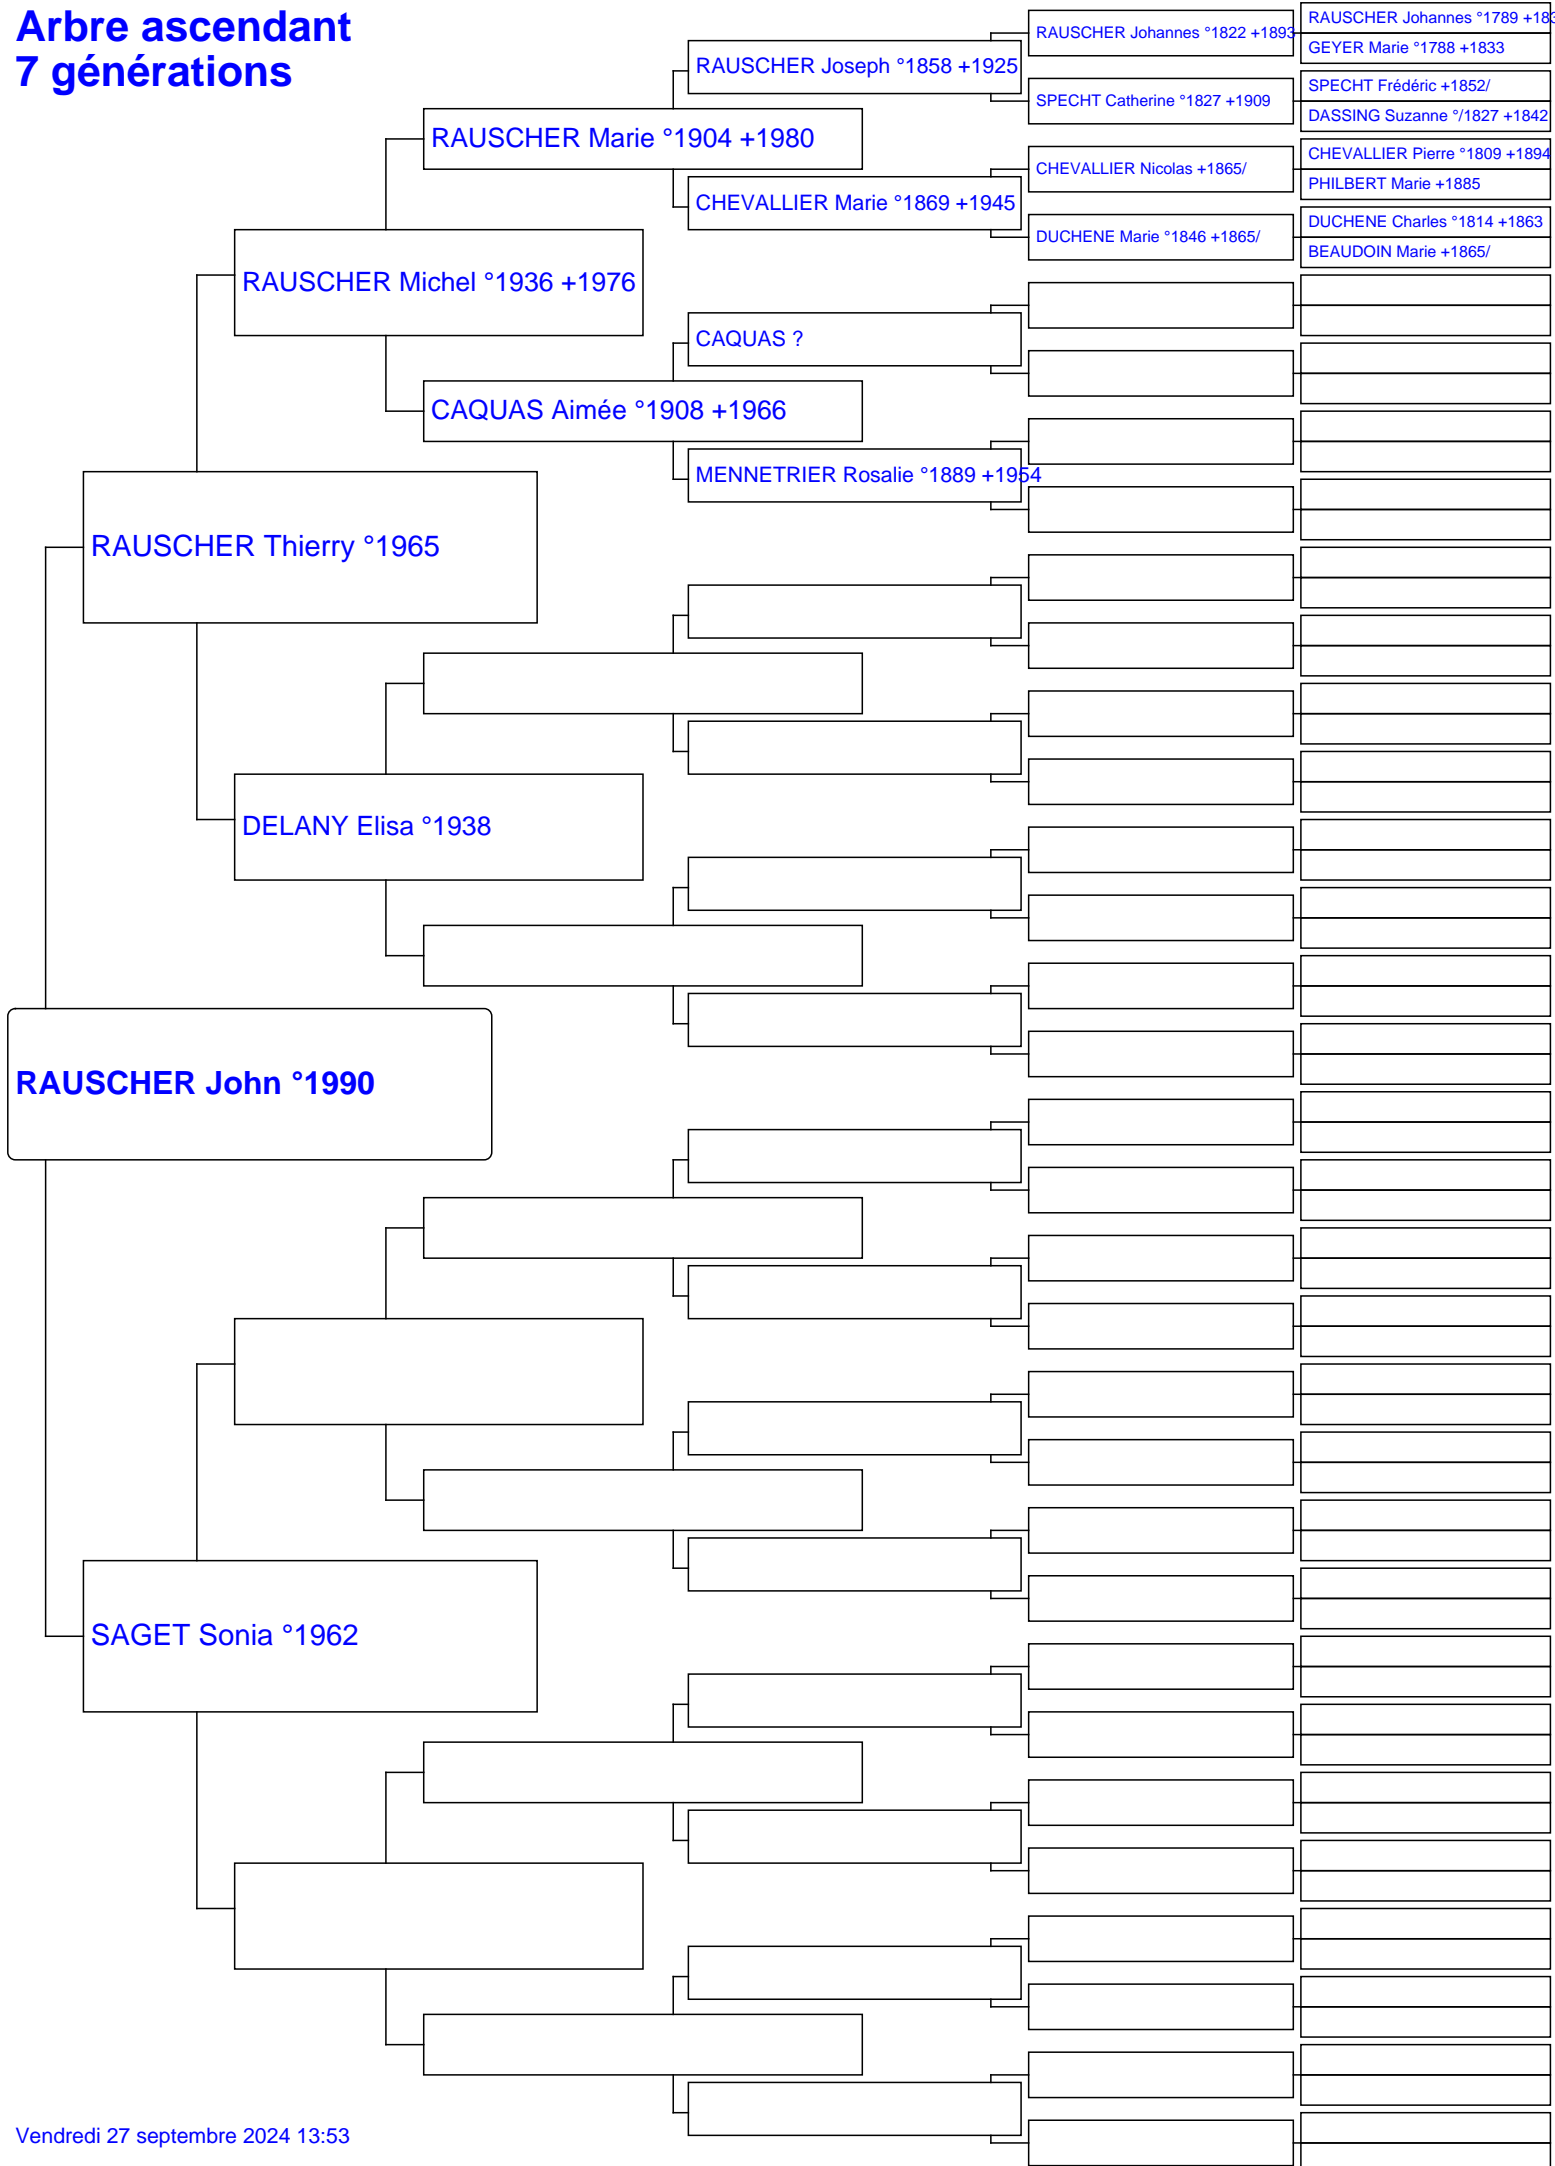 Arbre ascendant
7 générations
RAUSCHER John °1990
RAUSCHER Thierry °1965
SAGET Sonia °1962
RAUSCHER Michel °1936 +1976
DELANY Elisa °1938
RAUSCHER Marie °1904 +1980
CAQUAS Aimée °1908 +1966
RAUSCHER Joseph °1858 +1925
CHEVALLIER Marie °1869 +1945
CAQUAS ?
MENNETRIER Rosalie °1889 +1954
RAUSCHER Johannes °1822 +1893
SPECHT Catherine °1827 +1909
CHEVALLIER Nicolas +1865/
DUCHENE Marie °1846 +1865/
RAUSCHER Johannes °1789
GEYER Marie °1788 +1833
SPECHT Frédéric +1852/
DASSING Suzanne °/1827 +1842
CHEVALLIER Pierre °1809 +1894
PHILBERT Marie +1885
DUCHENE Charles °1814 +1863
BEAUDOIN Marie +1865/
Vendredi 27 septembre 2024 13:53